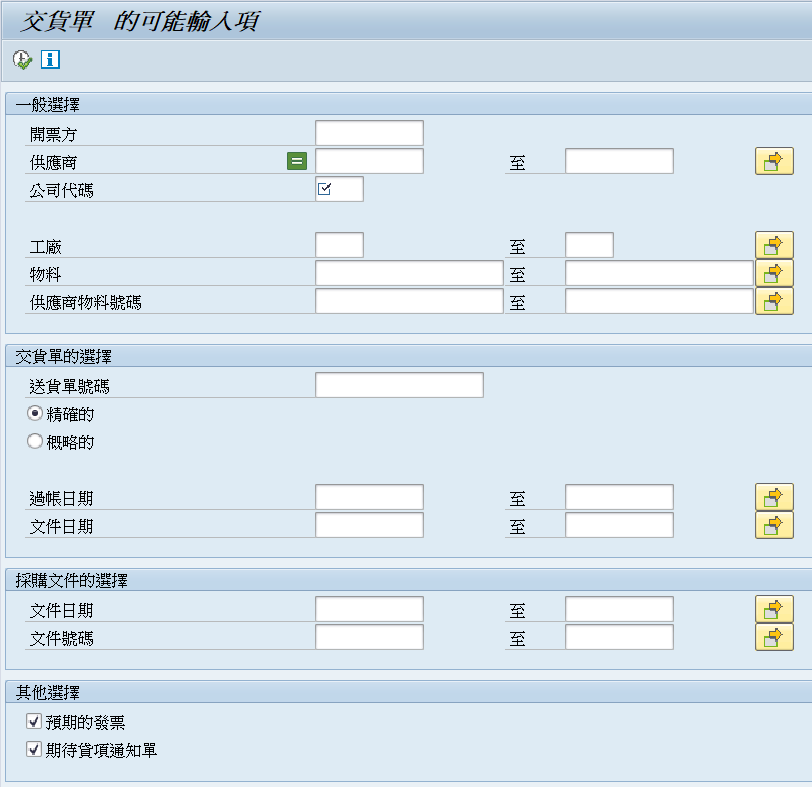 交貨單 的可能輸入項
一般選擇
開票方
供應商 至
公司代碼
工廠 至
物料 至
供應商物料號碼 至
交貨單的選擇
送貨單號碼
精確的
概略的
過帳日期 至
文件日期 至
採購文件的選擇
文件日期 至
文件號碼 至
其他選擇
預期的發票
期待貸項通知單